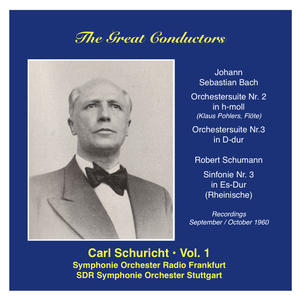 The Great Conductors
Johann
Sebastian Bach
Orchestersuite Nr. 2
in h-moll
(Klaus Pohlers, Flöte)
Orchestersuite Nr.3
in D-dur
Robert Schumann
Sinfonie Nr. 3
in Es-Dur
(Rheinische)
Recordings
September / October 1960
Carl Schuricht • Vol. 1
Symphonie Orchester Radio Frankfurt
SDR Symphonie Orchester Stuttgart